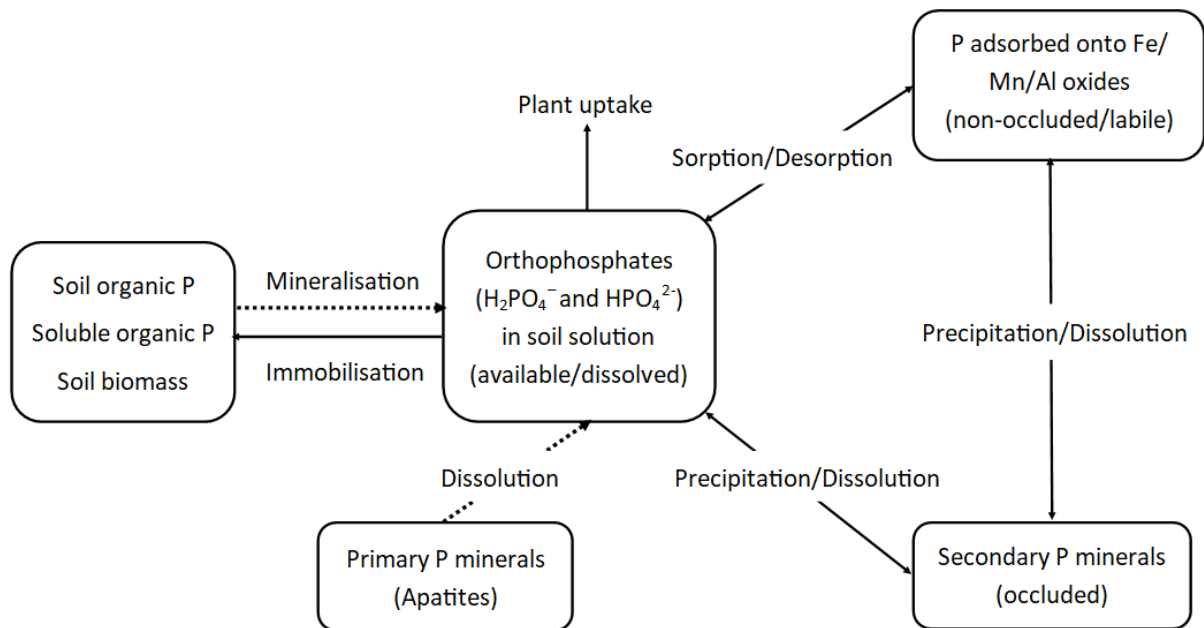 P adsorbed onto Fe/
Mn/Al oxides
(non-occluded/labile)
Plant uptake
Sorption/Desorption
Soil organic P
Soluble organic P
Soil biomass
Mineralisation
Immobilisation
Orthophosphates
(H₂PO₄⁻ and HPO₄²⁻)
in soil solution
(available/dissolved)
Precipitation/Dissolution
Dissolution
Precipitation/Dissolution
Primary P minerals
(Apatites)
Secondary P minerals
(occluded)